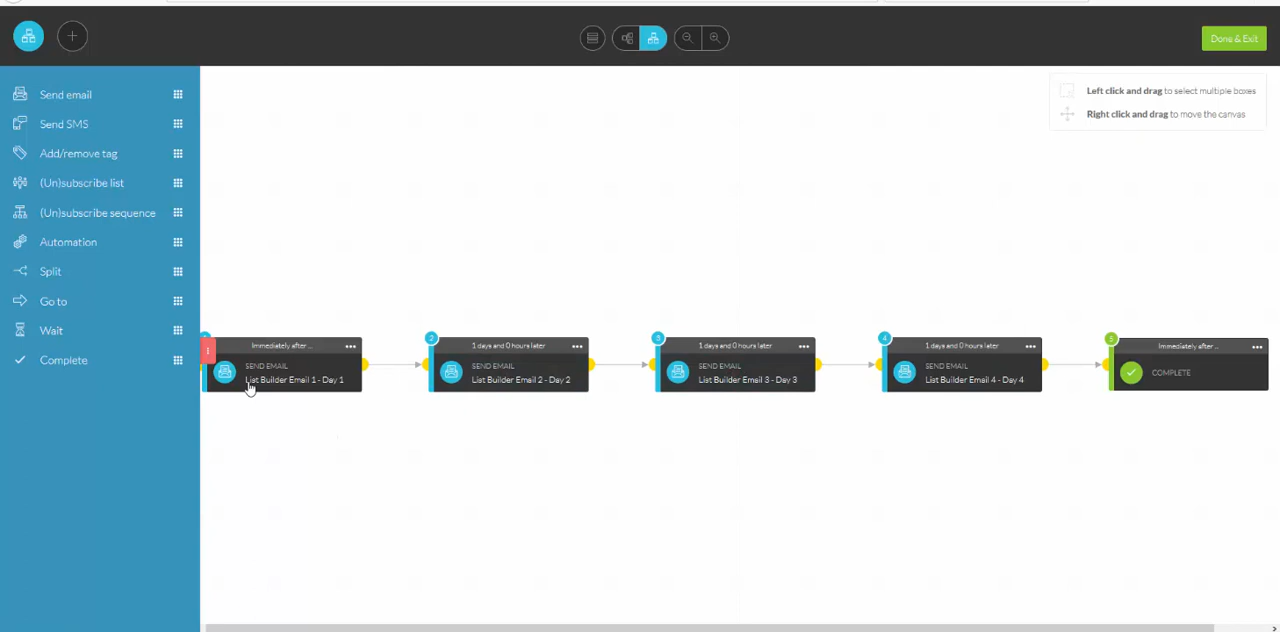 Done & Exit
Send email
Send SMS
Add/remove tag
(Un)subscribe list
(Un)subscribe sequence
Automation
Split
Go to
Wait
Complete
Left click and drag to select multiple boxes
Right click and drag to move the canvas
!
Immediately after ...
SEND EMAIL
List Builder Email 1 - Day 1
2
1 days and 0 hours later
SEND EMAIL
List Builder Email 2 - Day 2
3
1 days and 0 hours later
SEND EMAIL
List Builder Email 3 - Day 3
4
1 days and 0 hours later
SEND EMAIL
List Builder Email 4 - Day 4
5
Immediately after ...
COMPLETE